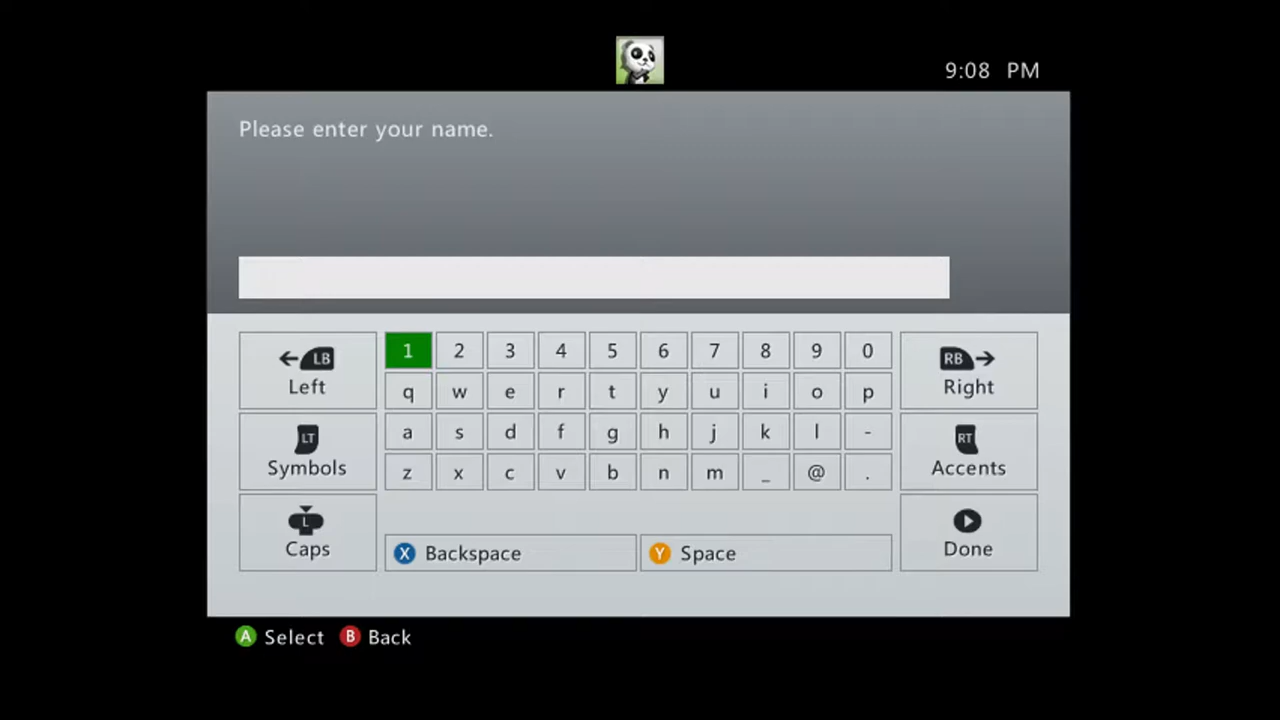 9:08 PM
Please enter your name.
LB
Left
1 2 3 4 5 6 7 8 9 0
RB
Right
q w e r t y u i o p
LT
Symbols
a s d f g h j k l -
RT
Accents
z x c v b n m _ @ .
L
Caps
X Backspace
Y Space
Done
A Select B Back